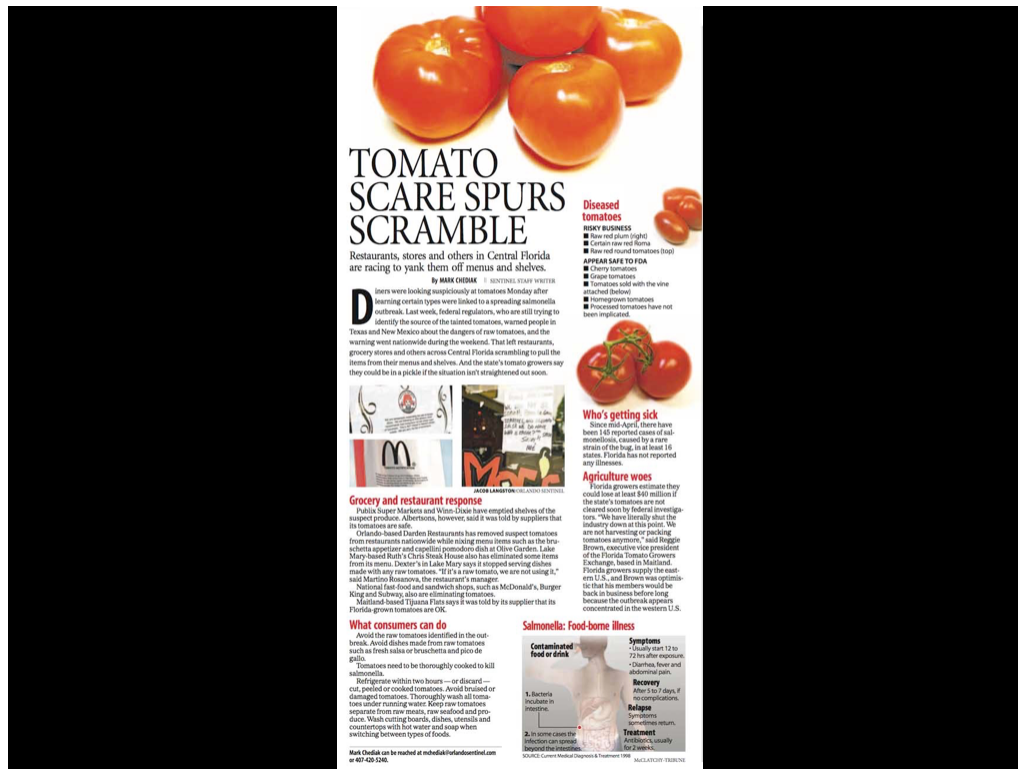 TOMATO
SCARE SPURS
SCRAMBLE
Restaurants, stores and others in Central Florida
are racing to yank them off menus and shelves.
By MARK CHEDIAK | SENTINEL STAFF WRITER
Diners were looking suspiciously at tomatoes Monday after
learning certain types were linked to a spreading salmonella
outbreak. Last week, federal regulators, who are still trying to
identify the source of the tainted tomatoes, warned people in
Texas and New Mexico about the dangers of raw tomatoes, and the
warning went nationwide during the weekend. That left restaurants,
grocery stores and others across Central Florida scrambling to pull the
items from their menus and shelves. And the state's tomato growers say
they could be in a pickle if the situation isn't straightened out soon.
JACOB LANGSTON/ORLANDO SENTINEL
Grocery and restaurant response
Publix Super Markets and Winn-Dixie have emptied shelves of the
suspect produce. Albertsons, however, said it was told by suppliers that
its tomatoes are safe.
Orlando-based Darden Restaurants has removed suspect tomatoes
from restaurants nationwide while nixing menu items such as the bru-
schetta appetizer and capellini pomodoro dish at Olive Garden. Lake
Mary-based Ruth's Chris Steak House also has eliminated some items
from its menu. Dexter's in Lake Mary says it stopped serving dishes
made with any raw tomatoes. "If it's a raw tomato, we are not using it,"
said Martino Rosanova, the restaurant's manager.
National fast-food and sandwich shops, such as McDonald's, Burger
King and Subway, also are eliminating tomatoes.
Maitland-based Tijuana Flats says it was told by its supplier that its
Florida-grown tomatoes are OK.
What consumers can do
Avoid the raw tomatoes identified in the out-
break. Avoid dishes made from raw tomatoes
such as fresh salsa or bruschetta and pico de
gallo.
Tomatoes need to be thoroughly cooked to kill
salmonella.
Refrigerate within two hours — or discard —
cut, peeled or cooked tomatoes. Avoid bruised or
damaged tomatoes. Thoroughly wash all toma-
toes under running water. Keep raw tomatoes
separate from raw meats, raw seafood and pro-
duce. Wash cutting boards, dishes, utensils and
countertops with hot water and soap when
switching between types of foods.
Mark Chediak can be reached at mchediak@orlandosentinel.com
or 407-420-5240.
Diseased
tomatoes
RISKY BUSINESS
■ Raw red plum (right)
■ Certain raw red Roma
■ Raw red round tomatoes (top)
APPEAR SAFE TO FDA
■ Cherry tomatoes
■ Grape tomatoes
■ Tomatoes sold with the vine
attached (below)
■ Homegrown tomatoes
■ Processed tomatoes have not
been implicated.
Who's getting sick
Since mid-April, there have
been 145 reported cases of sal-
monellosis, caused by a rare
strain of the bug, in at least 16
states. Florida has not reported
any illnesses.
Agriculture woes
Florida growers estimate they
could lose at least $40 million if
the state's tomatoes are not
cleared soon by federal investiga-
tors. "We have literally shut the
industry down at this point. We
are not harvesting or packing
tomatoes anymore," said Reggie
Brown, executive vice president
of the Florida Tomato Growers
Exchange, based in Maitland.
Florida growers supply the east-
ern U.S., and Brown was optimis-
tic that his members would be
back in business before long
because the outbreak appears
concentrated in the western U.S.
Salmonella: Food-borne illness
Contaminated
food or drink
1. Bacteria
incubate in
intestine.
2. In some cases the
infection can spread
beyond the intestines.
Symptoms
• Usually start 12 to
72 hrs after exposure.
• Diarrhea, fever and
abdominal pain.
Recovery
After 5 to 7 days, if
no complications.
Relapse
Symptoms
sometimes return.
Treatment
Antibiotics, usually
for 2 weeks.
SOURCE: Current Medical Diagnosis & Treatment 1998
McCLATCHY-TRIBUNE